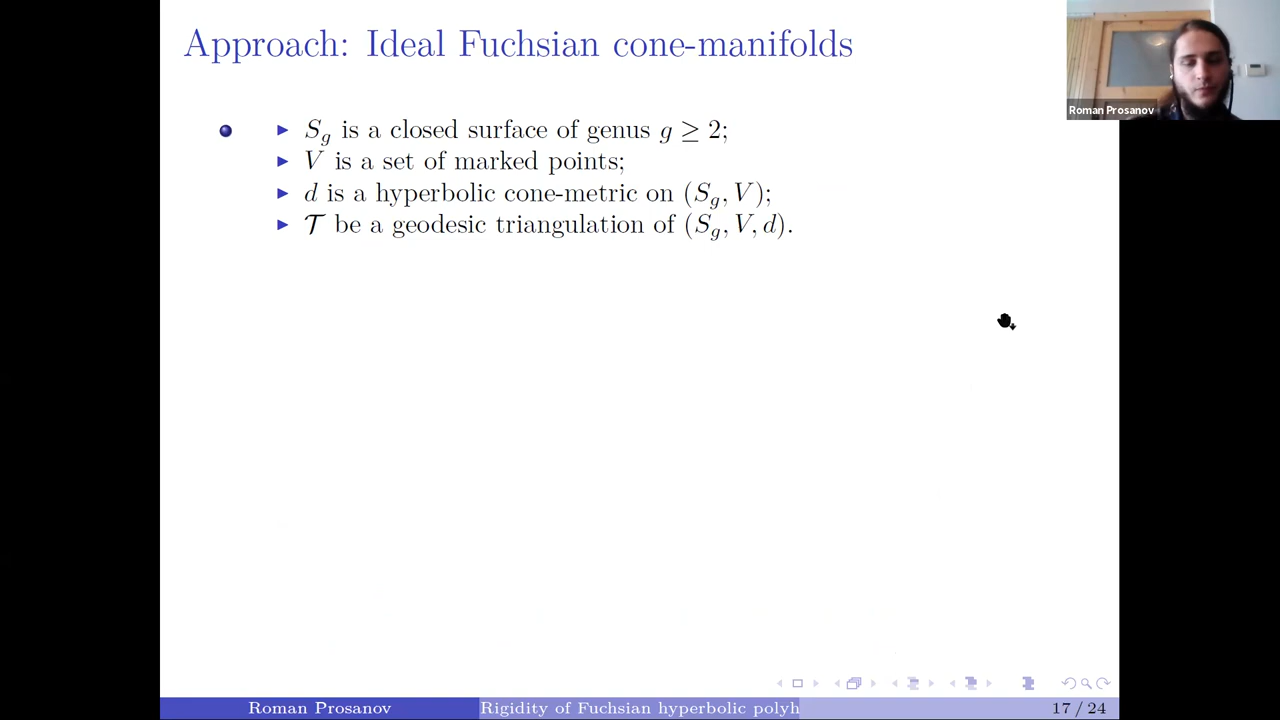 Approach: Ideal Fuchsian cone-manifolds
Roman Prosanov
S_g is a closed surface of genus g ≥ 2;
V is a set of marked points;
d is a hyperbolic cone-metric on (S_g, V);
𝒯 be a geodesic triangulation of (S_g, V, d).
Roman Prosanov
Rigidity of Fuchsian hyperbolic polyh
17 / 24